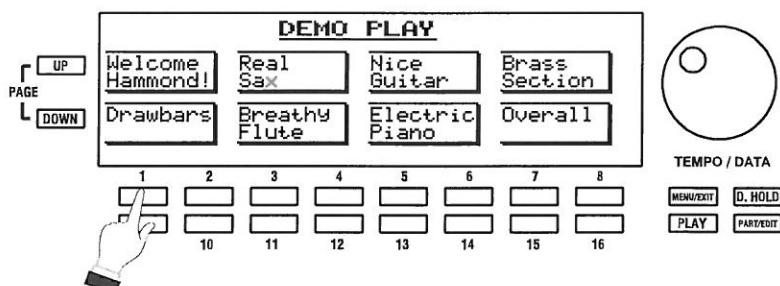 DEMO PLAY
UP
PAGE
DOWN
Welcome
Hammond!
Real
Sax
Nice
Guitar
Brass
Section
Drawbars
Breathy
Flute
Electric
Piano
Overall
TEMPO / DATA
1 2 3 4 5 6 7 8
10 11 12 13 14 15 16
MENU/EXIT D. HOLD
PLAY PART/EDIT